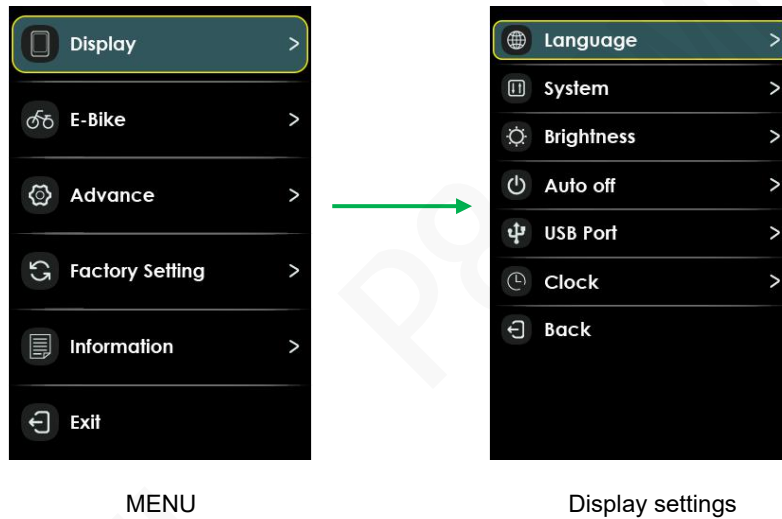 Display
E-Bike
Advance
Factory Setting
Information
Exit
MENU
Language
System
Brightness
Auto off
USB Port
Clock
Back
Display settings